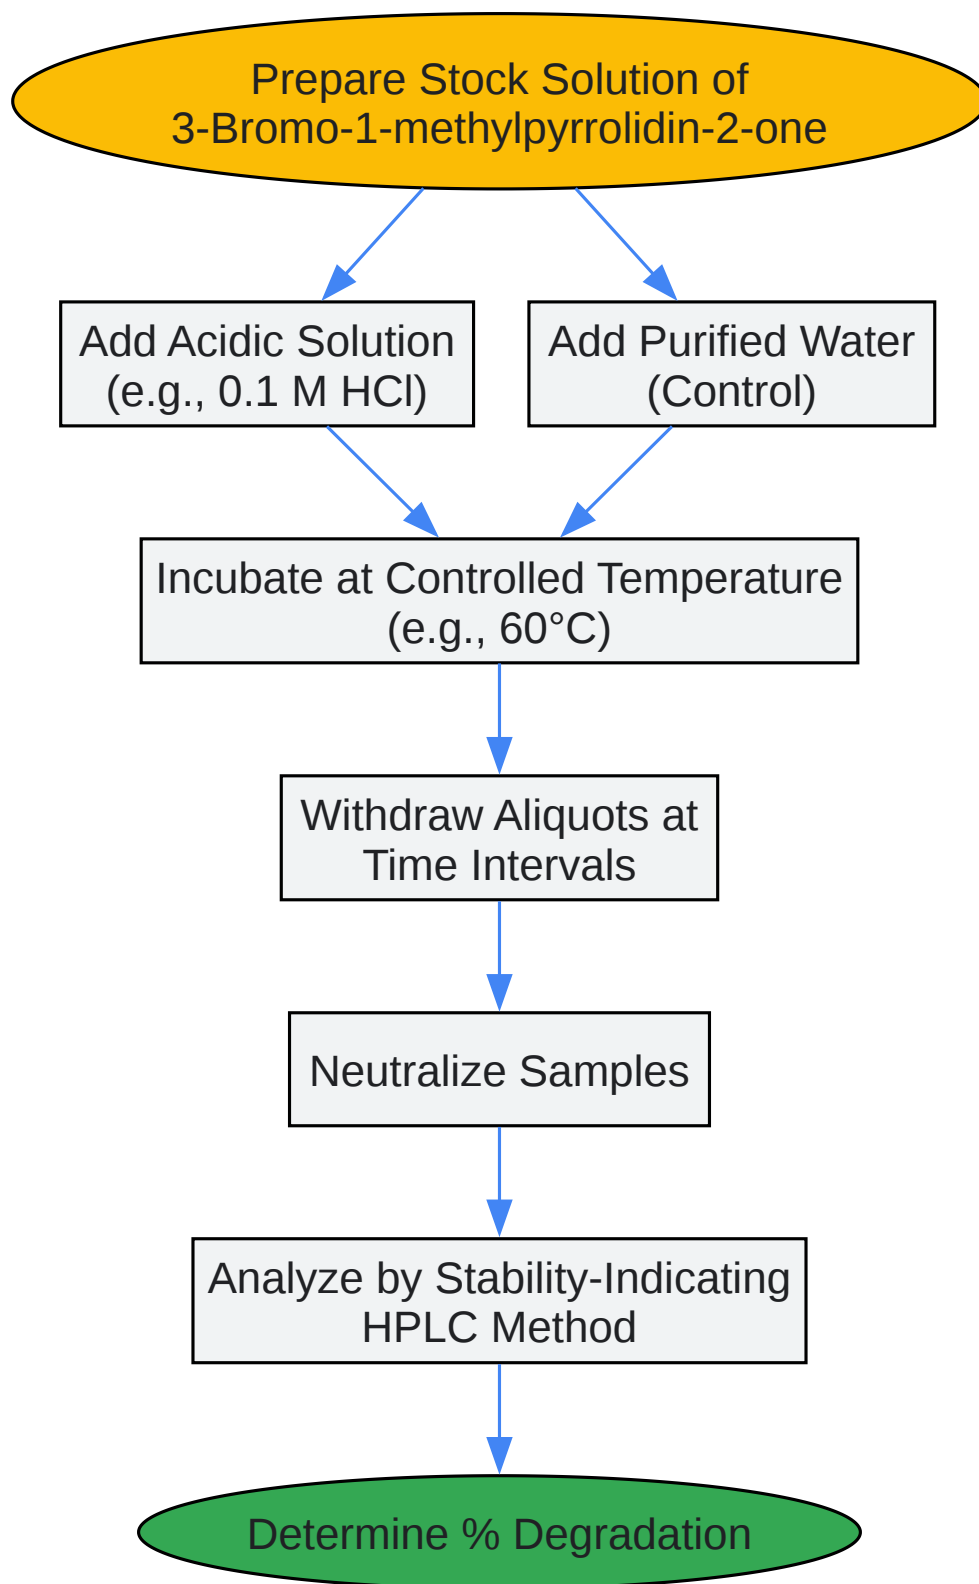 Prepare Stock Solution of
3-Bromo-1-methylpyrrolidin-2-one
Add Acidic Solution
(e.g., 0.1 M HCl)
Add Purified Water
(Control)
Incubate at Controlled Temperature
(e.g., 60°C)
Withdraw Aliquots at
Time Intervals
Neutralize Samples
Analyze by Stability-Indicating
HPLC Method
Determine % Degradation